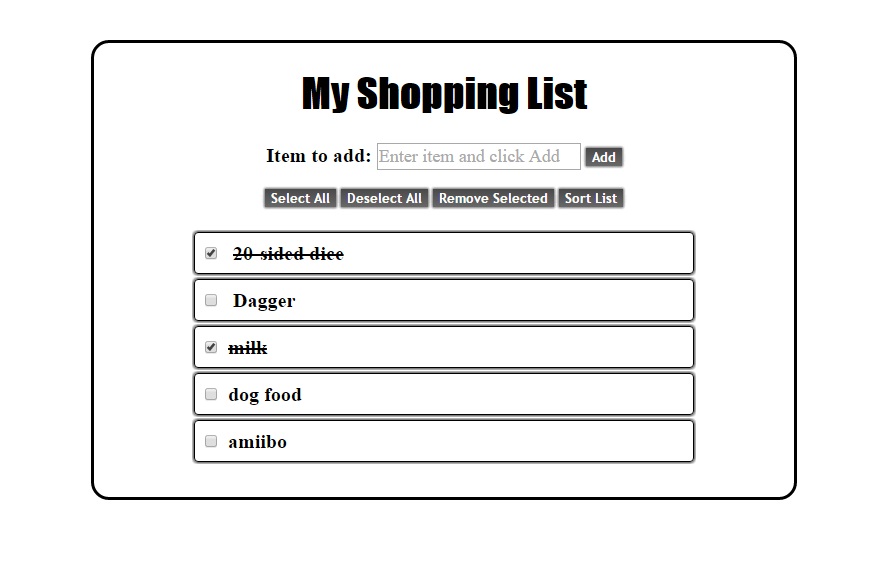 My Shopping List
Item to add: Enter item and click Add Add
Select All Deselect All Remove Selected Sort List
20-sided dice
Dagger
milk
dog food
amiibo